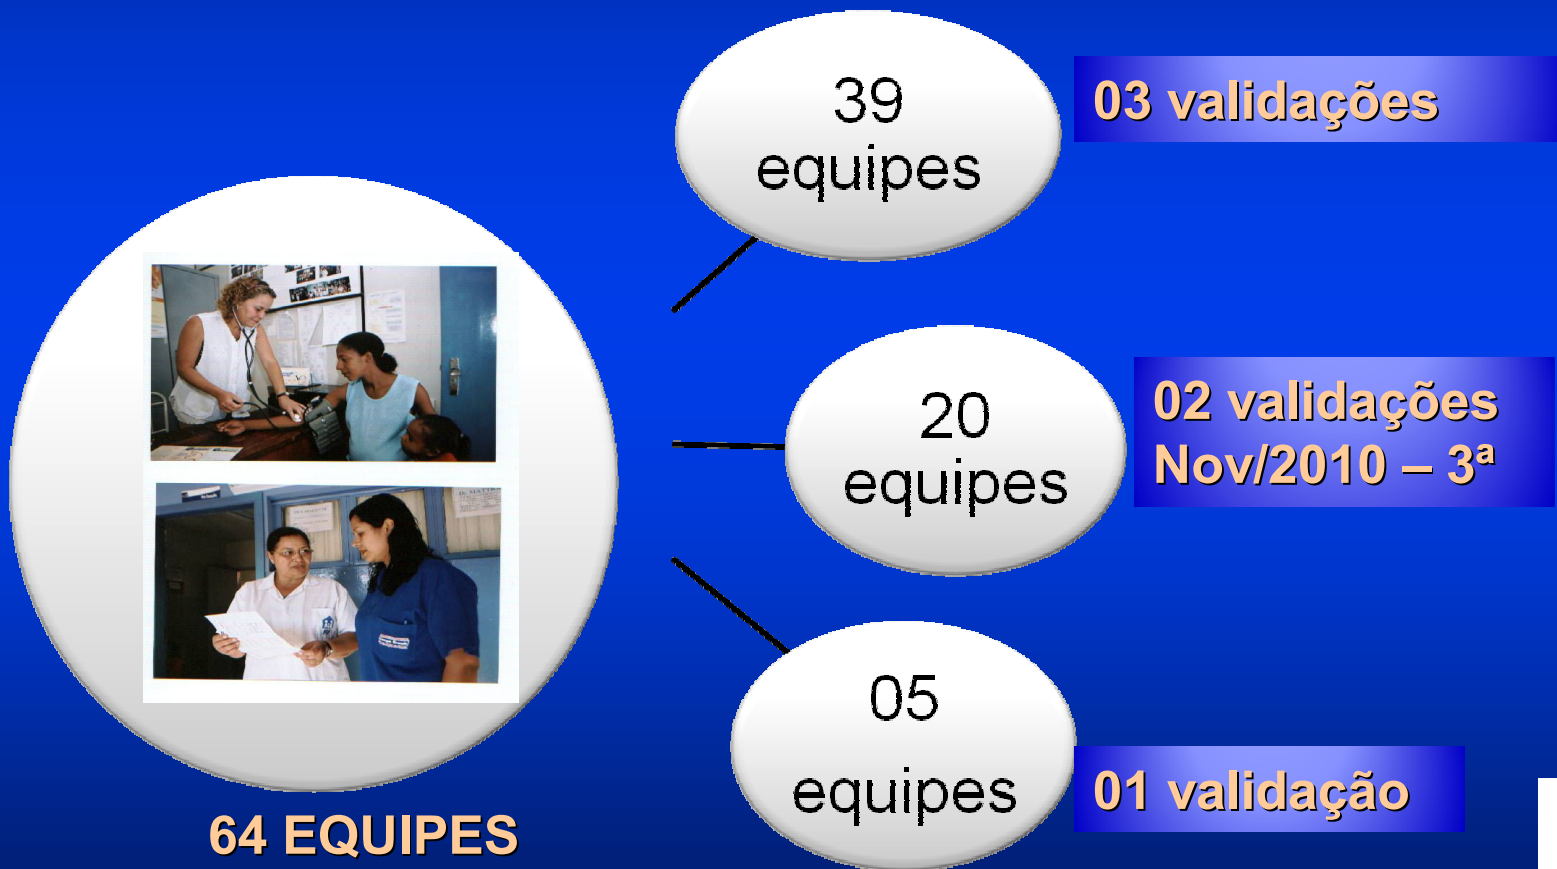 39
equipes
03 validações
20
equipes
02 validações
Nov/2010 – 3ª
05
equipes
01 validação
64 EQUIPES